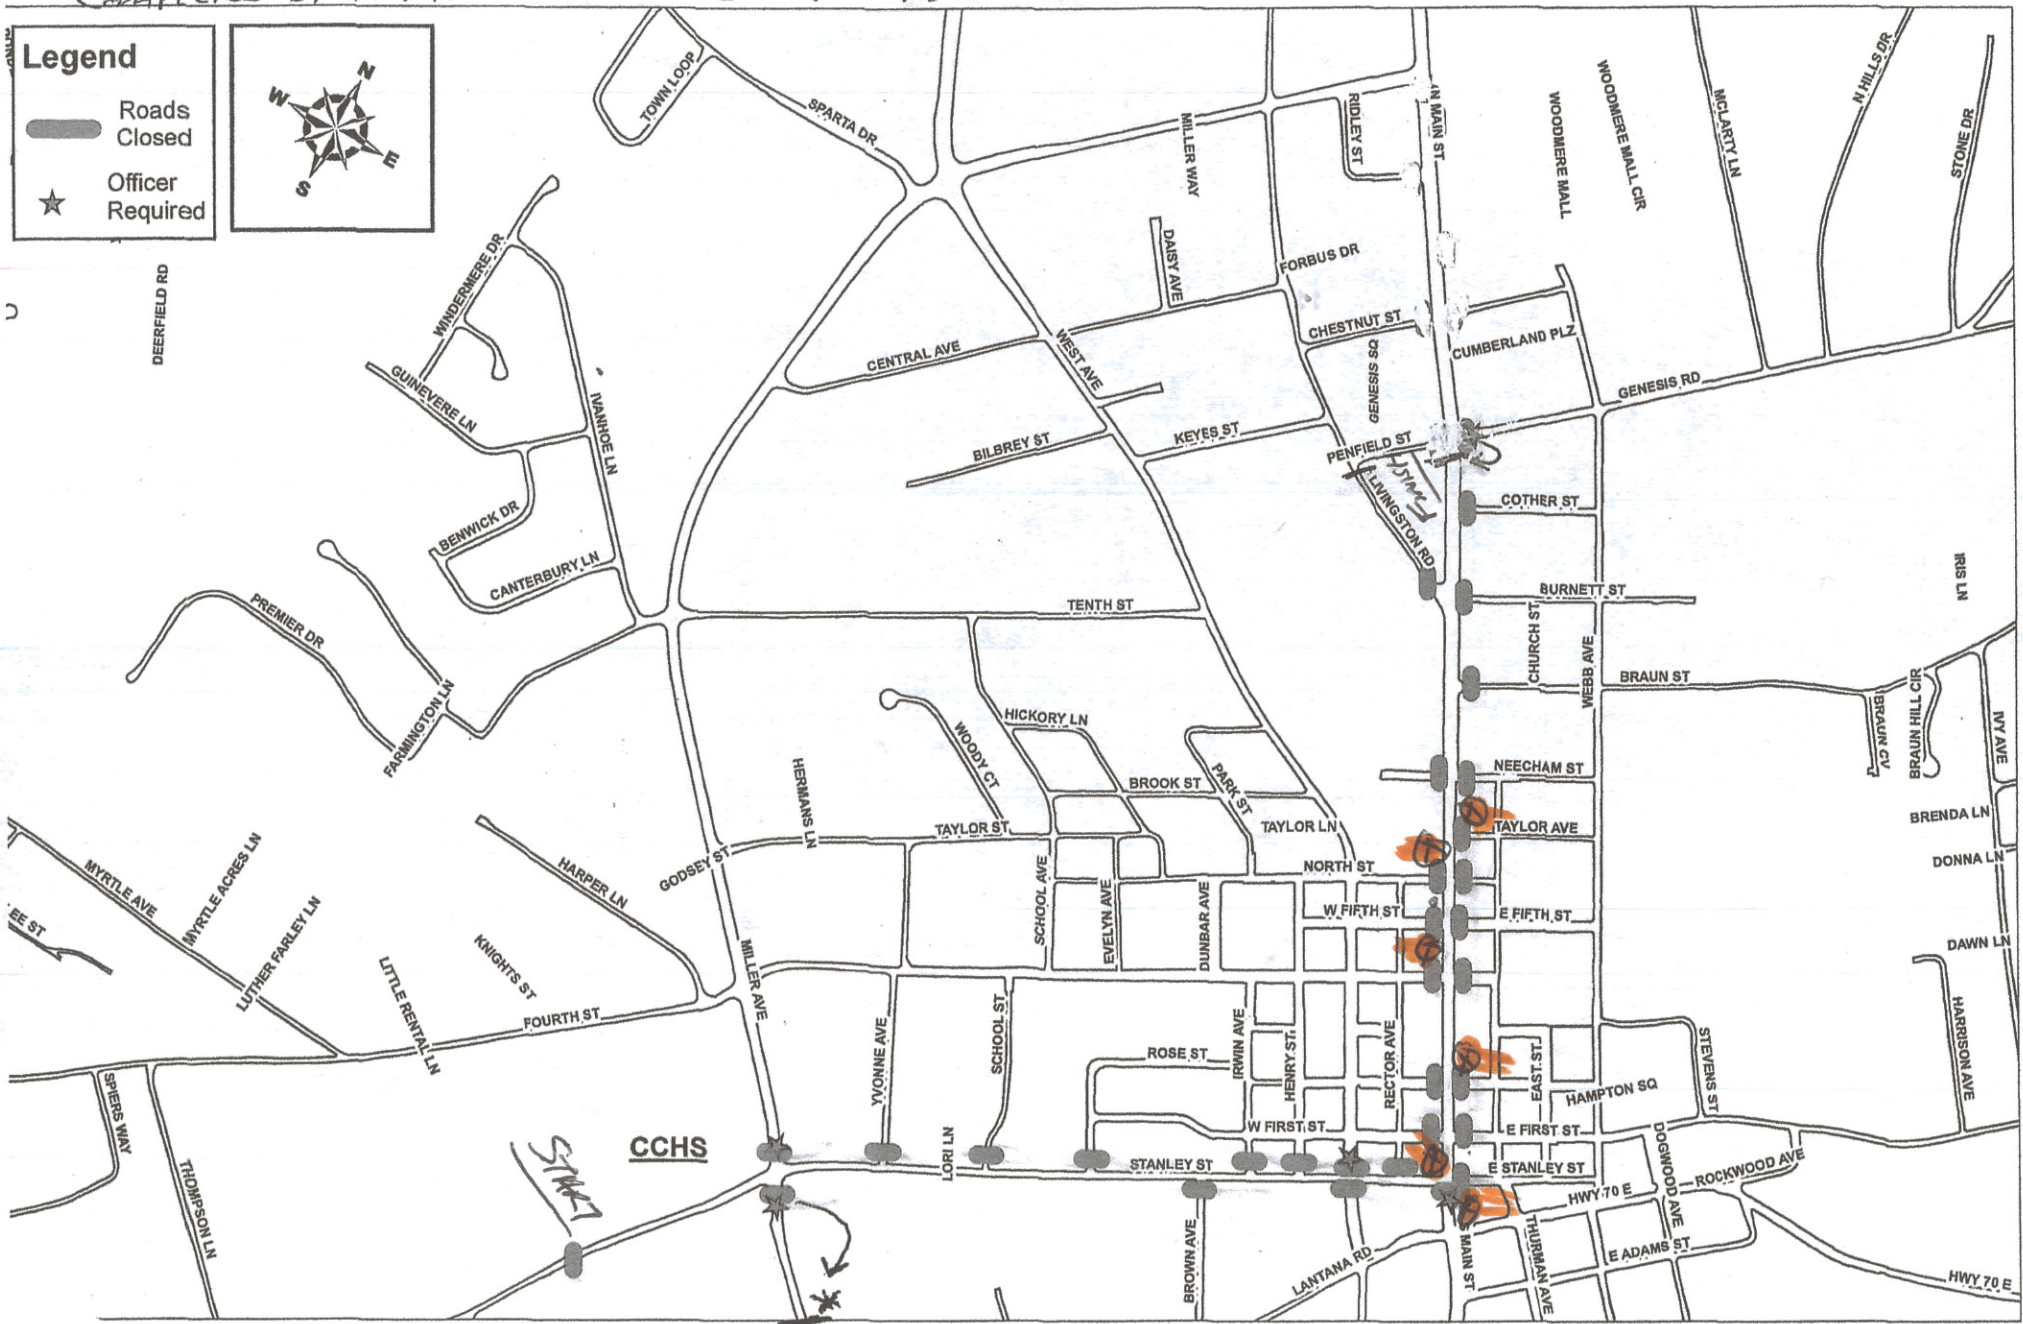 Legend
Roads
Closed
Officer
Required
N
W
E
S
TOWN LOOP
SPARTA DR
MILLER WAY
RIDLEY ST
N MAIN ST
WOODMERE MALL
WOODMERE MALL CIR
MCLARTY LN
N HILLS DR
STONE DR
DEERFIELD RD
WINDERMERE DR
DAISY AVE
FORBUS DR
CHESTNUT ST
CUMBERLAND PLZ
GENESIS SQ
GENESIS RD
GUINEVERE LN
IVANHOE LN
CENTRAL AVE
WEST AVE
BILBREY ST
KEYES ST
PENFIELD ST
FINISH
LIVINGSTON RD
COTHER ST
BENWICK DR
CANTERBURY LN
PREMIER DR
TENTH ST
BURNETT ST
CHURCH ST
WEBB AVE
IRIS LN
FARMINGTON LN
BRAUN ST
BRAUN CV
BRAUN HILL CIR
IVY AVE
HICKORY LN
WOODY CT
HERMANS LN
BROOK ST
PARK ST
NEECHAM ST
TAYLOR ST
TAYLOR LN
TAYLOR AVE
BRENDA LN
DONNA LN
MYRTLE AVE
MYRTLE ACRES LN
LUTHER FARLEY LN
EE ST
HARPER LN
GODSEY ST
NORTH ST
SCHOOL AVE
EVELYN AVE
DUNBAR AVE
W FIFTH ST
E FIFTH ST
DAWN LN
KNIGHTS ST
LITTLE RENTAL LN
FOURTH ST
MILLER AVE
YVONNE AVE
SCHOOL ST
ROSE ST
IRWIN AVE
HENRY ST
RECTOR AVE
EAST ST
HAMPTON SQ
STEVENS ST
HARRISON AVE
SPIERS WAY
THOMPSON LN
START
CCHS
LORI LN
W FIRST ST
E FIRST ST
STANLEY ST
E STANLEY ST
DOGWOOD AVE
ROCKWOOD AVE
HWY 70 E
BROWN AVE
LANTANA RD
S MAIN ST
THURMAN AVE
E ADAMS ST
HWY 70 E